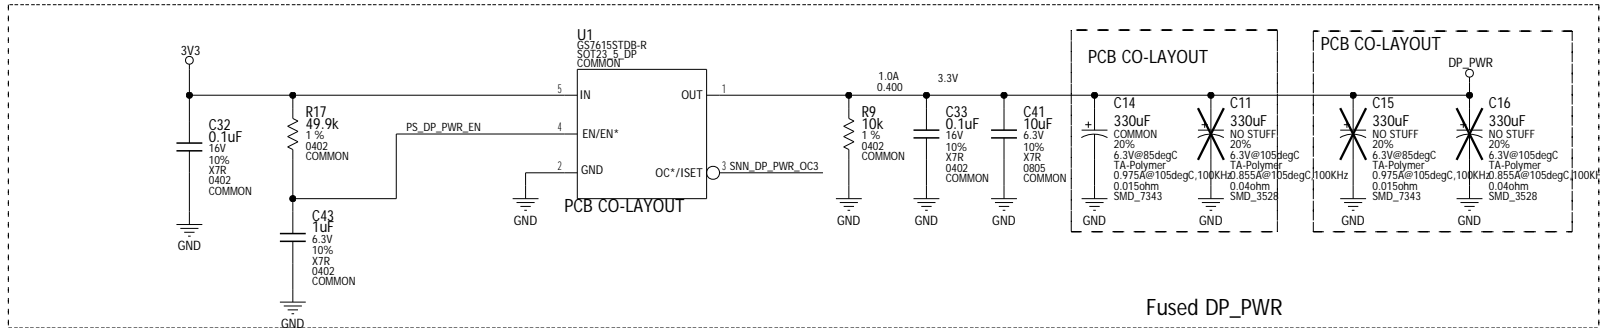 3V3
C32
0.1uF
16V
10%
X7R
0402
COMMON
GND
R17
49.9k
1 %
0402
COMMON
C43
1uF
6.3V
10%
X7R
0402
COMMON
GND
PS_DP_PWR_EN
U1
GS7615STDB-R
SOT23_5_DP
COMMON
5 IN
4 EN/EN*
2 GND
OUT 1
OC*/ISET 3 SNN_DP_PWR_OC3
PCB CO-LAYOUT
GND
R9
10k
1 %
0402
COMMON
GND
1.0A
0.400
3.3V
C33
0.1uF
16V
10%
X7R
0402
COMMON
GND
C41
10uF
6.3V
10%
X7R
0805
COMMON
GND
PCB CO-LAYOUT
C14
330uF
COMMON
20%
6.3V@85degC
TA-Polymer
0.975A@105degC,100KHz
0.015ohm
SMD_7343
GND
C11
330uF
NO STUFF
20%
6.3V@105degC
TA-Polymer
0.855A@105degC,100KHz
0.04ohm
SMD_3528
GND
PCB CO-LAYOUT
DP_PWR
C15
330uF
NO STUFF
20%
6.3V@85degC
TA-Polymer
0.975A@105degC,100KHz
0.015ohm
SMD_7343
GND
C16
330uF
NO STUFF
20%
6.3V@105degC
TA-Polymer
0.855A@105degC,100KH
0.04ohm
SMD_3528
GND
Fused DP_PWR